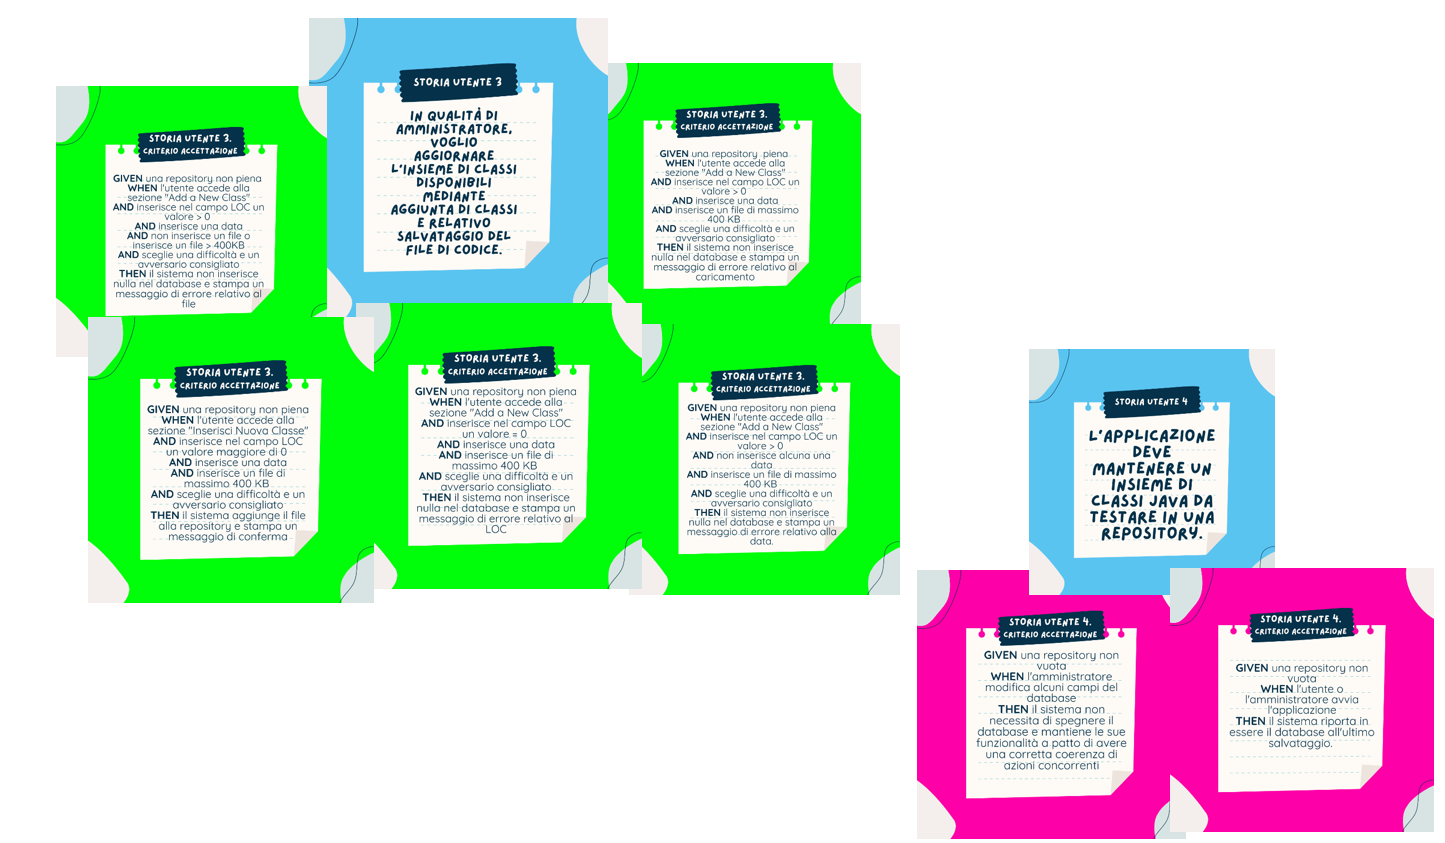 STORIA UTENTE 3
IN QUALITÀ DI
AMMINISTRATORE,
VOGLIO
AGGIORNARE
L'INSIEME DI CLASSI
DISPONIBILI
MEDIANTE
AGGIUNTA DI CLASSI
E RELATIVO
SALVATAGGIO DEL
FILE DI CODICE.
STORIA UTENTE 3.
CRITERIO ACCETTAZIONE
GIVEN una repository non piena
WHEN l'utente accede alla
sezione "Add a New Class"
AND inserisce nel campo LOC un
valore > 0
AND inserisce una data
AND non inserisce un file o
inserisce un file > 400KB
AND sceglie una difficoltà e un
avversario consigliato
THEN il sistema non inserisce
nulla nel database e stampa un
messaggio di errore relativo al
file
STORIA UTENTE 3.
CRITERIO ACCETTAZIONE
GIVEN una repository piena
WHEN l'utente accede alla
sezione "Add a New Class"
AND inserisce nel campo LOC un
valore > 0
AND inserisce una data
AND inserisce un file di massimo
400 KB
AND sceglie una difficoltà e un
avversario consigliato
THEN il sistema non inserisce
nulla nel database e stampa un
messaggio di errore relativo al
caricamento
STORIA UTENTE 3.
CRITERIO ACCETTAZIONE
GIVEN una repository non piena
WHEN l'utente accede alla
sezione "Inserisci Nuova Classe"
AND inserisce nel campo LOC
un valore maggiore di 0
AND inserisce una data
AND inserisce un file di
massimo 400 KB
AND sceglie una difficoltà e un
avversario consigliato
THEN il sistema aggiunge il file
alla repository e stampa un
messaggio di conferma
STORIA UTENTE 3.
CRITERIO ACCETTAZIONE
GIVEN una repository non piena
WHEN l'utente accede alla
sezione "Add a New Class"
AND inserisce nel campo LOC
un valore = 0
AND inserisce una data
AND inserisce un file di
massimo 400 KB
AND sceglie una difficoltà e un
avversario consigliato
THEN il sistema non inserisce
nulla nel database e stampa un
messaggio di errore relativo al
LOC
STORIA UTENTE 3.
CRITERIO ACCETTAZIONE
GIVEN una repository non piena
WHEN l'utente accede alla
sezione "Add a New Class"
AND inserisce nel campo LOC un
valore > 0
AND non inserisce alcuna una
data
AND inserisce un file di massimo
400 KB
AND sceglie una difficoltà e un
avversario consigliato
THEN il sistema non inserisce
nulla nel database e stampa un
messaggio di errore relativo alla
data.
STORIA UTENTE 4
L'APPLICAZIONE
DEVE
MANTENERE UN
INSIEME DI
CLASSI JAVA DA
TESTARE IN UNA
REPOSITORY.
STORIA UTENTE 4.
CRITERIO ACCETTAZIONE
GIVEN una repository non
vuota
WHEN l'amministratore
modifica alcuni campi del
database
THEN il sistema non
necessita di spegnere il
database e mantiene le sue
funzionalità a patto di avere
una corretta coerenza di
azioni concorrenti
STORIA UTENTE 4.
CRITERIO ACCETTAZIONE
GIVEN una repository non
vuota
WHEN l'utente o
l'amministratore avvia
l'applicazione
THEN il sistema riporta in
essere il database all'ultimo
salvataggio.